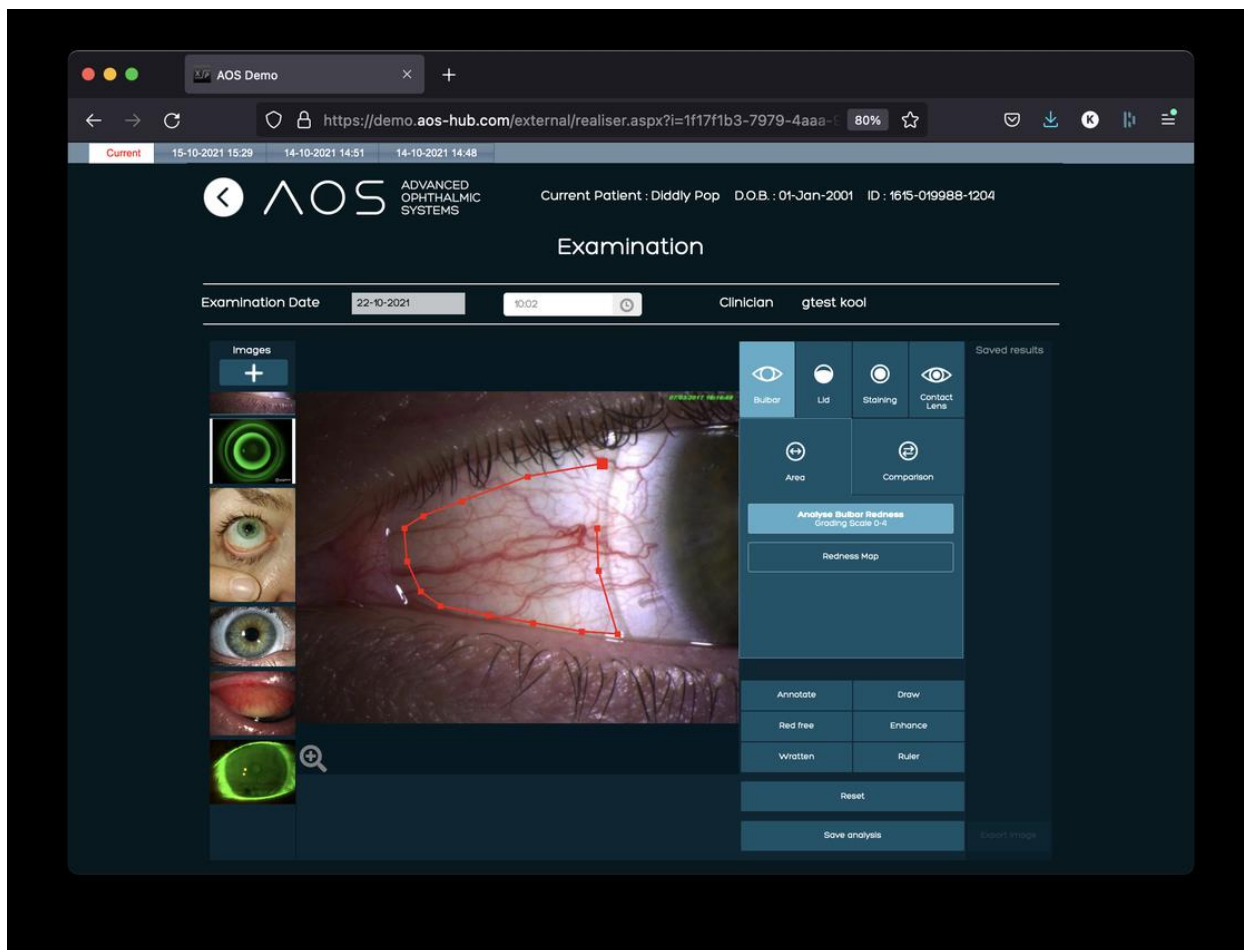 AOS Demo
https://demo.aos-hub.com/external/realiser.aspx?i=1f17f1b3-7979-4aaa-
80%
Current 15-10-2021 15:29 14-10-2021 14:51 14-10-2021 14:48
AOS ADVANCED OPHTHALMIC SYSTEMS
Current Patient : Diddly Pop D.O.B. : 01-Jan-2001 ID : 1615-019988-1204
Examination
Examination Date 22-10-2021 10:02 Clinician gtest kool
Images
Saved results
Bulbar Lid Staining Contact Lens
Area Comparison
Analyse Bulbar Redness
Grading Scale 0-4
Redness Map
Annotate Draw
Red free Enhance
Wratten Ruler
Reset
Save analysis
Export image